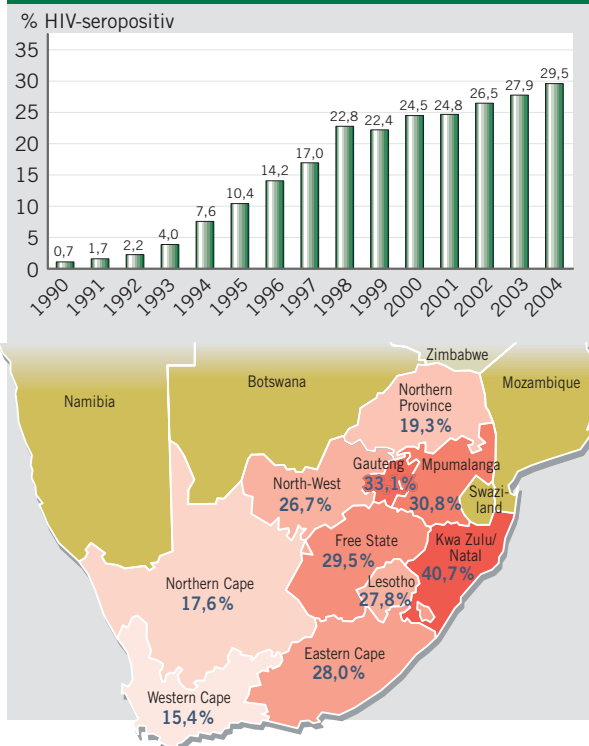 % HIV-seropositiv
35
30
25
20
15
10
5
0
0,7
1,7
2,2
4,0
7,6
10,4
14,2
17,0
22,8
22,4
24,5
24,8
26,5
27,9
29,5
1990
1991
1992
1993
1994
1995
1996
1997
1998
1999
2000
2001
2002
2003
2004
Zimbabwe
Botswana
Mozambique
Namibia
Northern
Province
19,3%
Gauteng
33,1%
Mpumalanga
30,8%
North-West
26,7%
Swazi-
land
Free State
29,5%
Kwa Zulu/
Natal
40,7%
Lesotho
27,8%
Northern Cape
17,6%
Eastern Cape
28,0%
Western Cape
15,4%